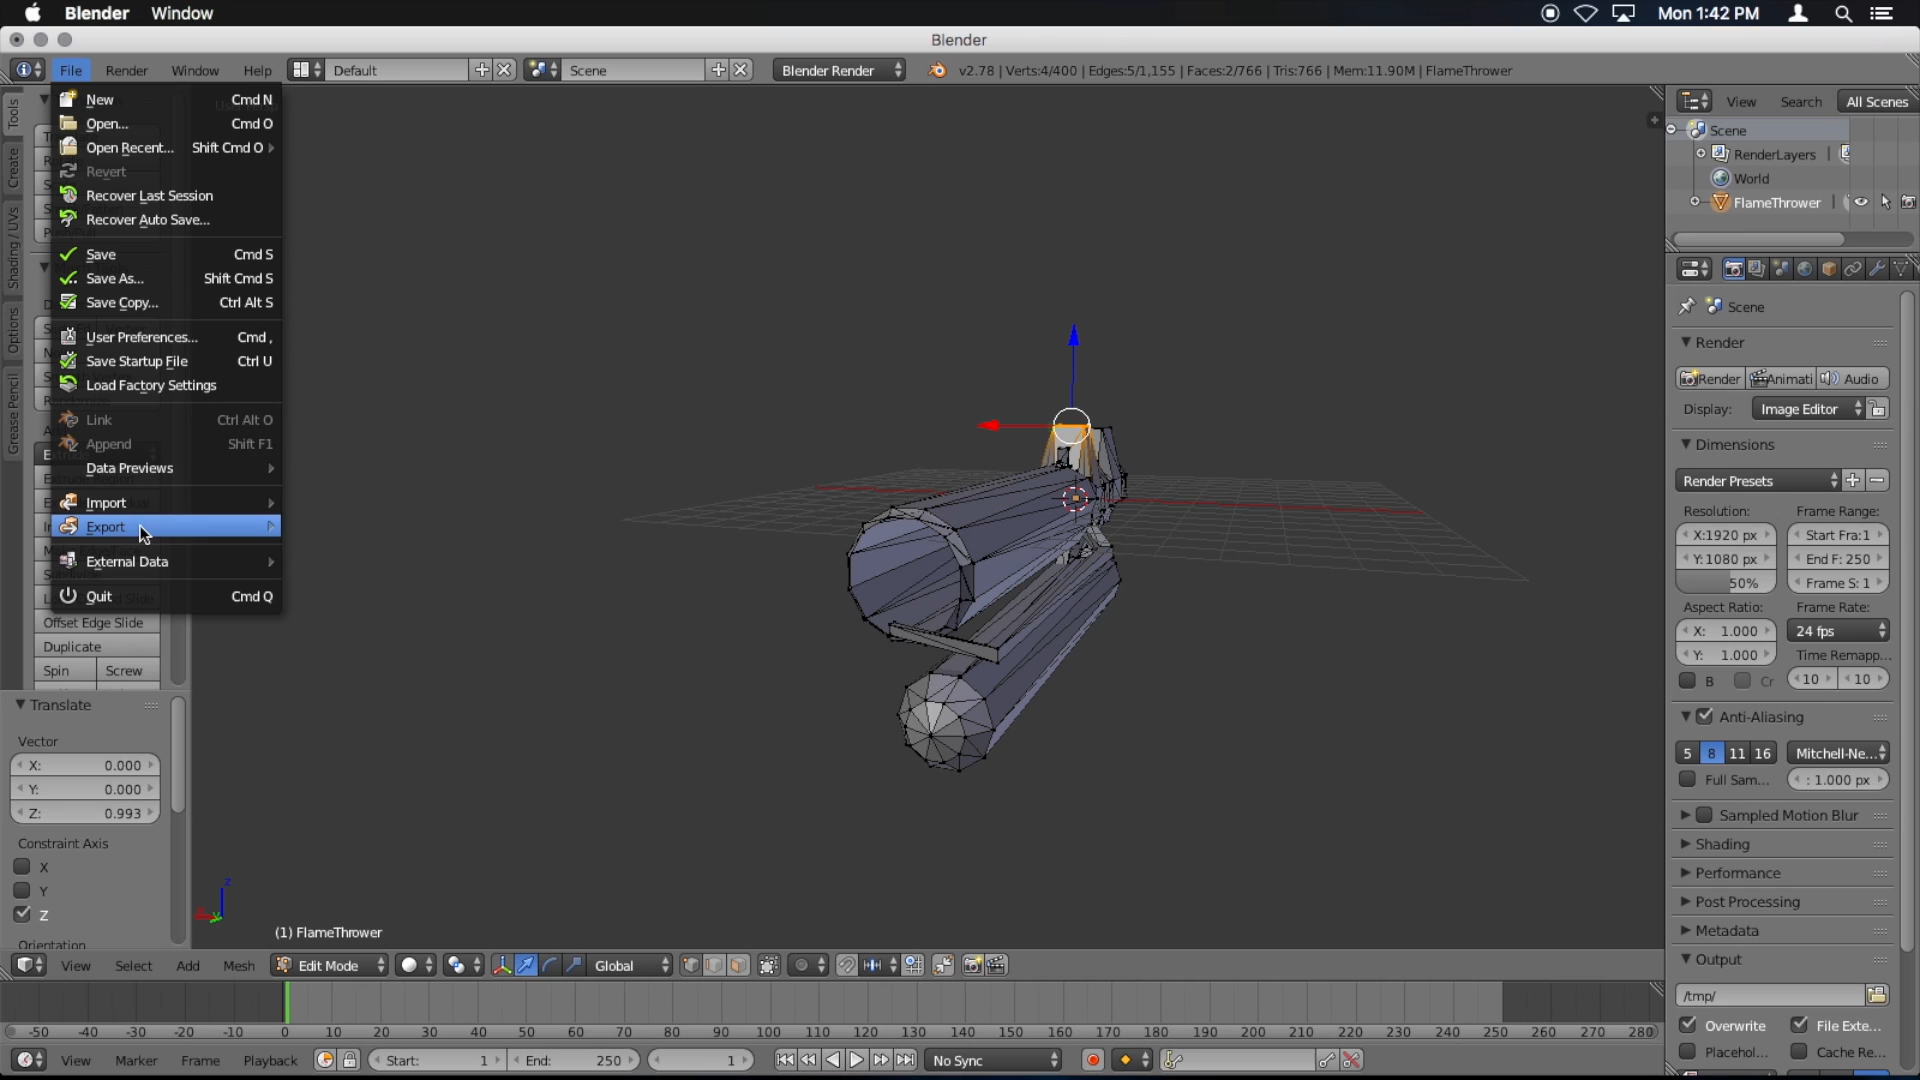 Blender Window Mon 1:42 PM
Blender
File Render Window Help Default Scene Blender Render v2.78 | Verts:4/400 | Edges:5/1,155 | Faces:2/766 | Tris:766 | Mem:11.90M | FlameThrower
New Cmd N
Open... Cmd O
Open Recent... Shift Cmd O
Revert
Recover Last Session
Recover Auto Save...
Save Cmd S
Save As... Shift Cmd S
Save Copy... Ctrl Alt S
User Preferences... Cmd ,
Save Startup File Ctrl U
Load Factory Settings
Link Ctrl Alt O
Append Shift F1
Data Previews
Import
Export
External Data
Quit Cmd Q
Tools
Create
Shading / UVs
Options
Grease Pencil
Offset Edge Slide
Duplicate
Spin Screw
Translate
Vector
X: 0.000
Y: 0.000
Z: 0.993
Constraint Axis
X
Y
Z
Orientation
z
(1) FlameThrower
View Select Add Mesh Edit Mode Global
-50 -40 -30 -20 -10 0 10 20 30 40 50 60 70 80 90 100 110 120 130 140 150 160 170 180 190 200 210 220 230 240 250 260 270 280
View Marker Frame Playback Start: 1 End: 250 1 No Sync
View Search All Scenes
Scene
RenderLayers
World
FlameThrower
Scene
Render
Render Animati Audio
Display: Image Editor
Dimensions
Render Presets
Resolution: Frame Range:
X:1920 px Start Fra:1
Y:1080 px End F: 250
50% Frame S: 1
Aspect Ratio: Frame Rate:
X: 1.000 24 fps
Y: 1.000 Time Remapp...
B Cr 10 10
Anti-Aliasing
5 8 11 16 Mitchell-Ne...
Full Sam... : 1.000 px
Sampled Motion Blur
Shading
Performance
Post Processing
Metadata
Output
/tmp/
Overwrite File Exte...
Placehol... Cache Re...